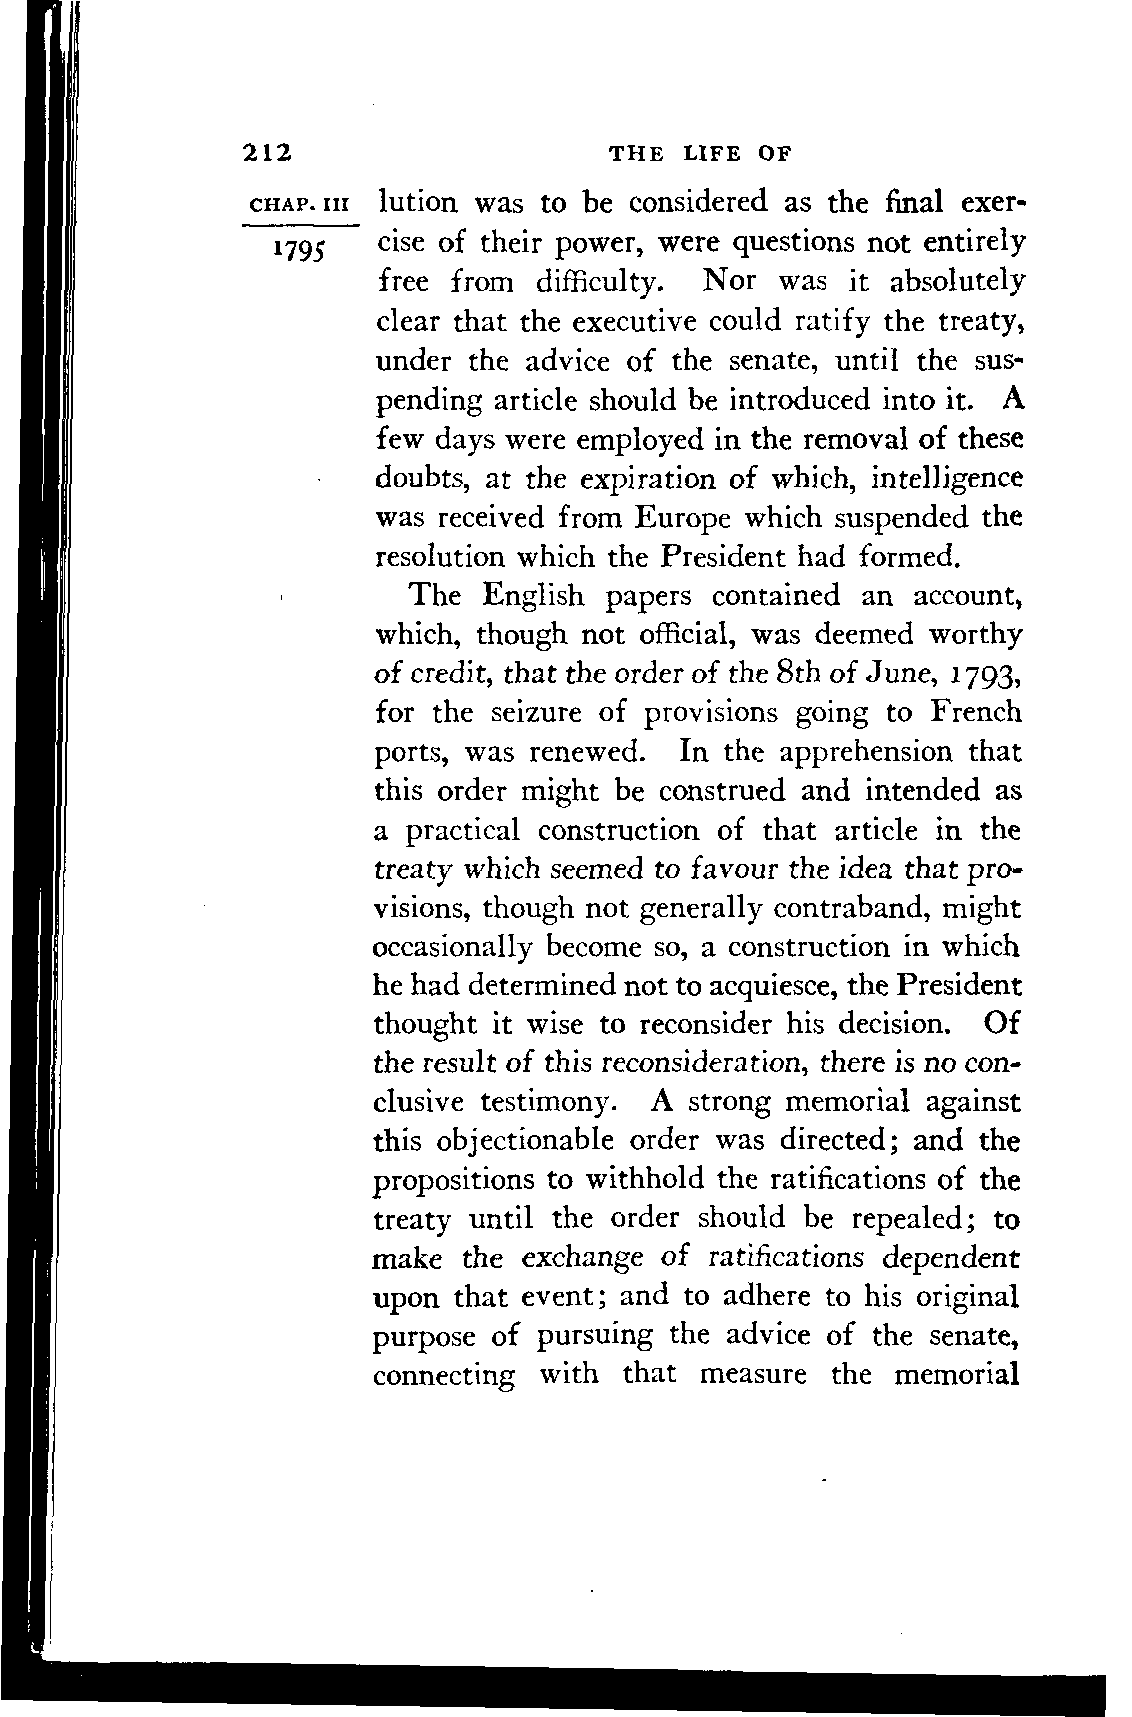 212 THE LIFE OF
CHAP. III lution was to be considered as the final exer-
1795 cise of their power, were questions not entirely
free from difficulty. Nor was it absolutely
clear that the executive could ratify the treaty,
under the advice of the senate, until the sus-
pending article should be introduced into it. A
few days were employed in the removal of these
doubts, at the expiration of which, intelligence
was received from Europe which suspended the
resolution which the President had formed.
The English papers contained an account,
which, though not official, was deemed worthy
of credit, that the order of the 8th of June, 1793,
for the seizure of provisions going to French
ports, was renewed. In the apprehension that
this order might be construed and intended as
a practical construction of that article in the
treaty which seemed to favour the idea that pro-
visions, though not generally contraband, might
occasionally become so, a construction in which
he had determined not to acquiesce, the President
thought it wise to reconsider his decision. Of
the result of this reconsideration, there is no con-
clusive testimony. A strong memorial against
this objectionable order was directed; and the
propositions to withhold the ratifications of the
treaty until the order should be repealed; to
make the exchange of ratifications dependent
upon that event; and to adhere to his original
purpose of pursuing the advice of the senate,
connecting with that measure the memorial